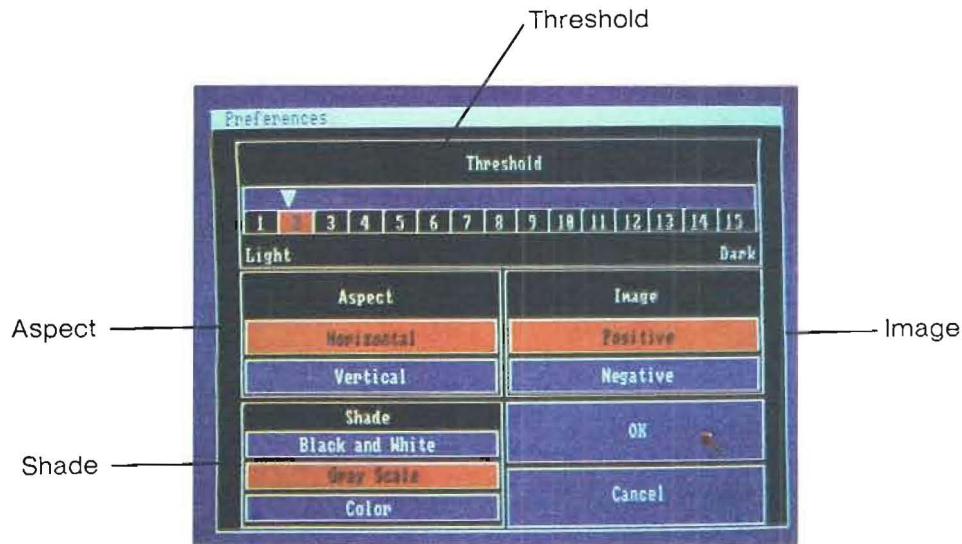 Threshold
Preferences
Threshold
1 2 3 4 5 6 7 8 9 10 11 12 13 14 15
Light Dark
Aspect Image
Aspect Horizontal Positive Image
Vertical Negative
Shade
Black and White OK
Shade Gray Scale
Color Cancel